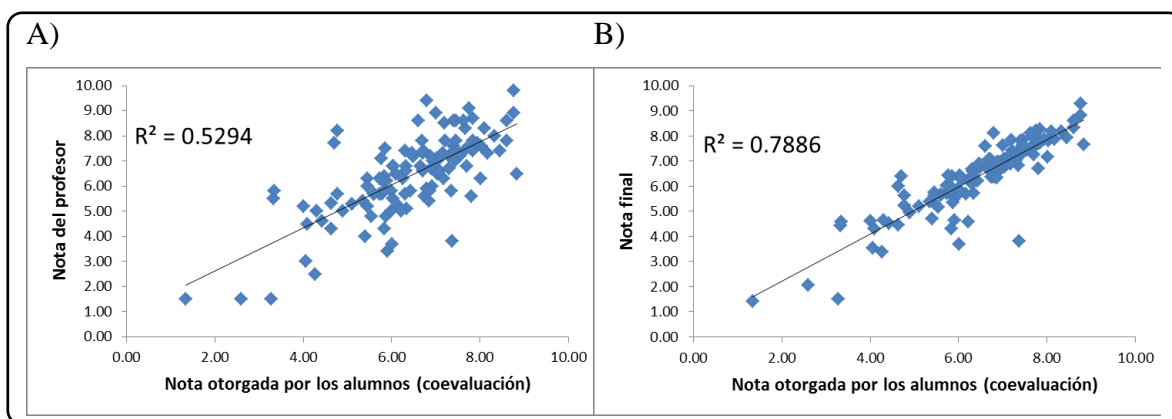 A)
10.00
9.00
8.00
7.00
6.00
5.00
4.00
3.00
2.00
1.00
0.00
Nota del profesor
R² = 0.5294
0.00 2.00 4.00 6.00 8.00 10.00
Nota otorgada por los alumnos (coevaluación)
B)
10.00
9.00
8.00
7.00
6.00
5.00
4.00
3.00
2.00
1.00
0.00
Nota final
R² = 0.7886
0.00 2.00 4.00 6.00 8.00 10.00
Nota otorgada por los alumnos (coevaluación)